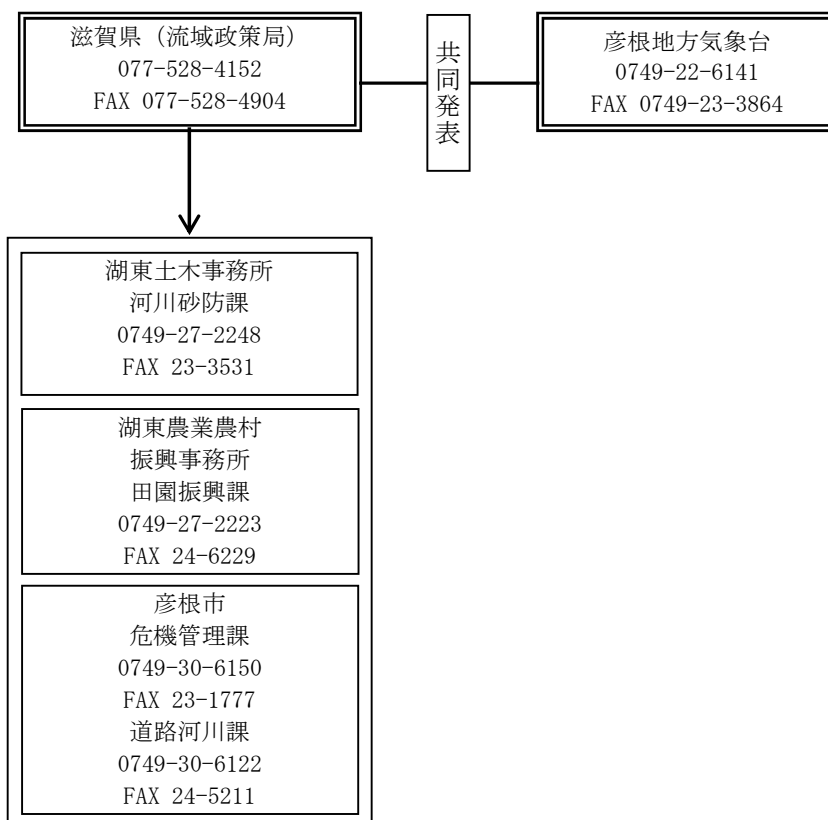 滋賀県（流域政策局）
077-528-4152
FAX 077-528-4904
共同発表
彦根地方気象台
0749-22-6141
FAX 0749-23-3864
湖東土木事務所
河川砂防課
0749-27-2248
FAX 23-3531
湖東農業農村
振興事務所
田園振興課
0749-27-2223
FAX 24-6229
彦根市
危機管理課
0749-30-6150
FAX 23-1777
道路河川課
0749-30-6122
FAX 24-5211